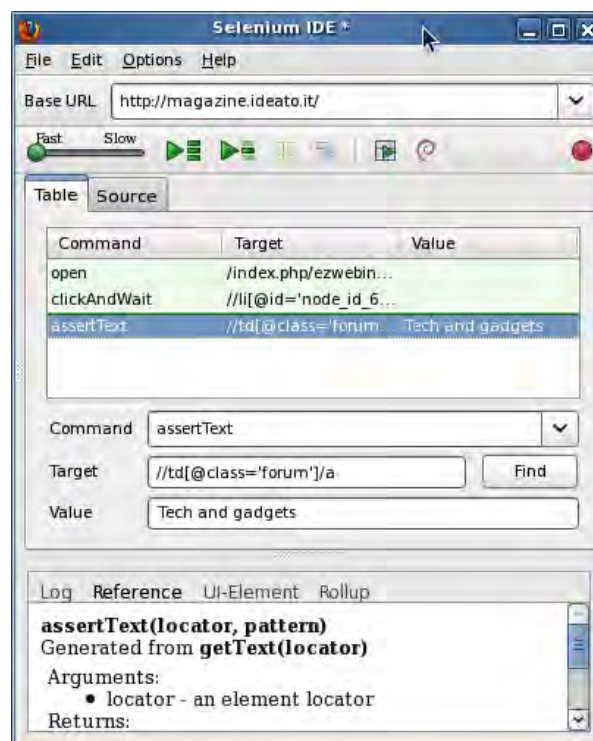 Selenium IDE *
File Edit Options Help
Base URL http://magazine.ideato.it/
Fast Slow
Table Source
Command Target Value
open /index.php/ezwebin...
clickAndWait //li[@id='node_id_6...
assertText //td[@class='forum... Tech and gadgets
Command assertText
Target //td[@class='forum']/a Find
Value Tech and gadgets
Log Reference UI-Element Rollup
assertText(locator, pattern)
Generated from getText(locator)
Arguments:
• locator - an element locator
Returns: